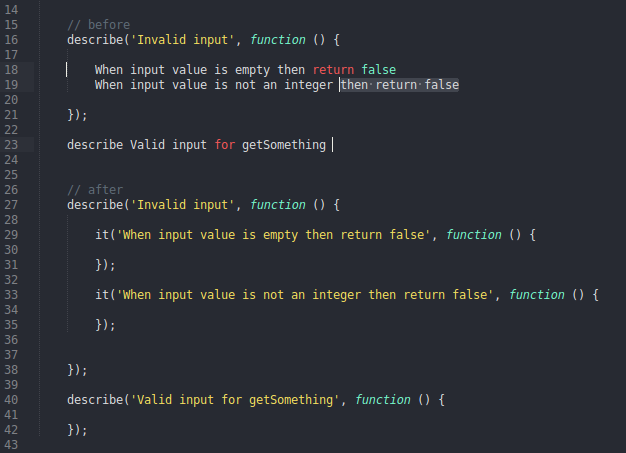 14
15 // before
16 describe('Invalid input', function () {
17
18 When input value is empty then return false
19 When input value is not an integer then·return·false
20
21 });
22
23 describe Valid input for getSomething
24
25
26 // after
27 describe('Invalid input', function () {
28
29 it('When input value is empty then return false', function () {
30
31 });
32
33 it('When input value is not an integer then return false', function () {
34
35 });
36
37
38 });
39
40 describe('Valid input for getSomething', function () {
41
42 });
43